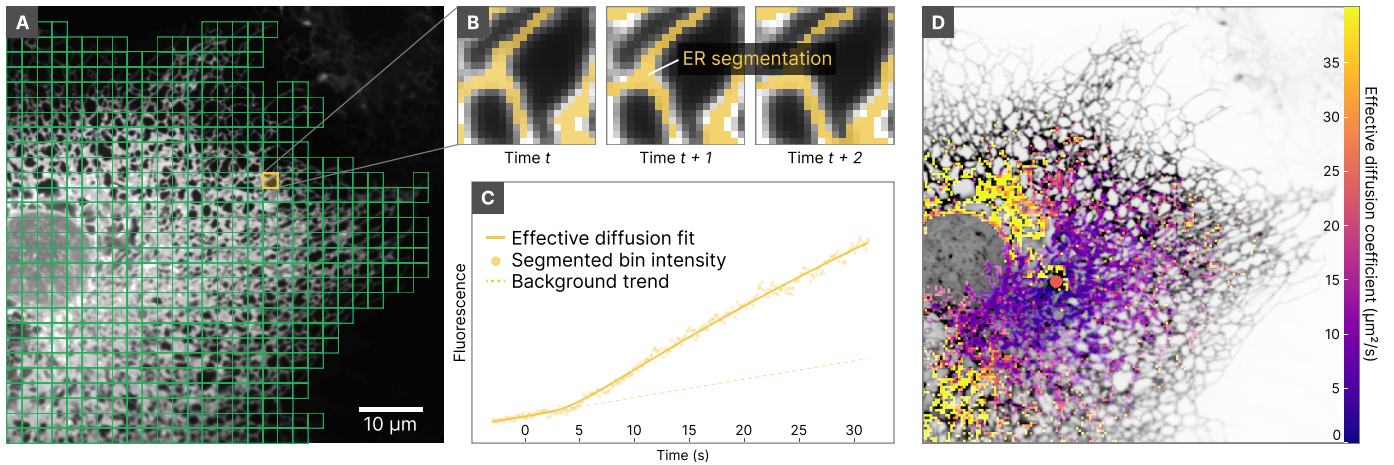 A
10 µm
B
ER segmentation
Time t
Time t + 1
Time t + 2
C
Effective diffusion fit
Segmented bin intensity
Background trend
Fluorescence
0 5 10 15 20 25 30
Time (s)
D
35
30
25
20
15
10
5
0
Effective diffusion coefficient (µm²/s)